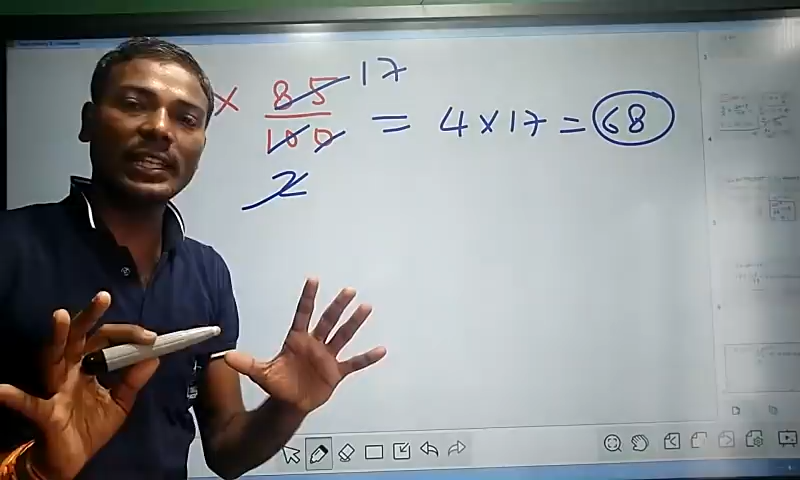 17
× 85/100 = 4×17 = 68
2